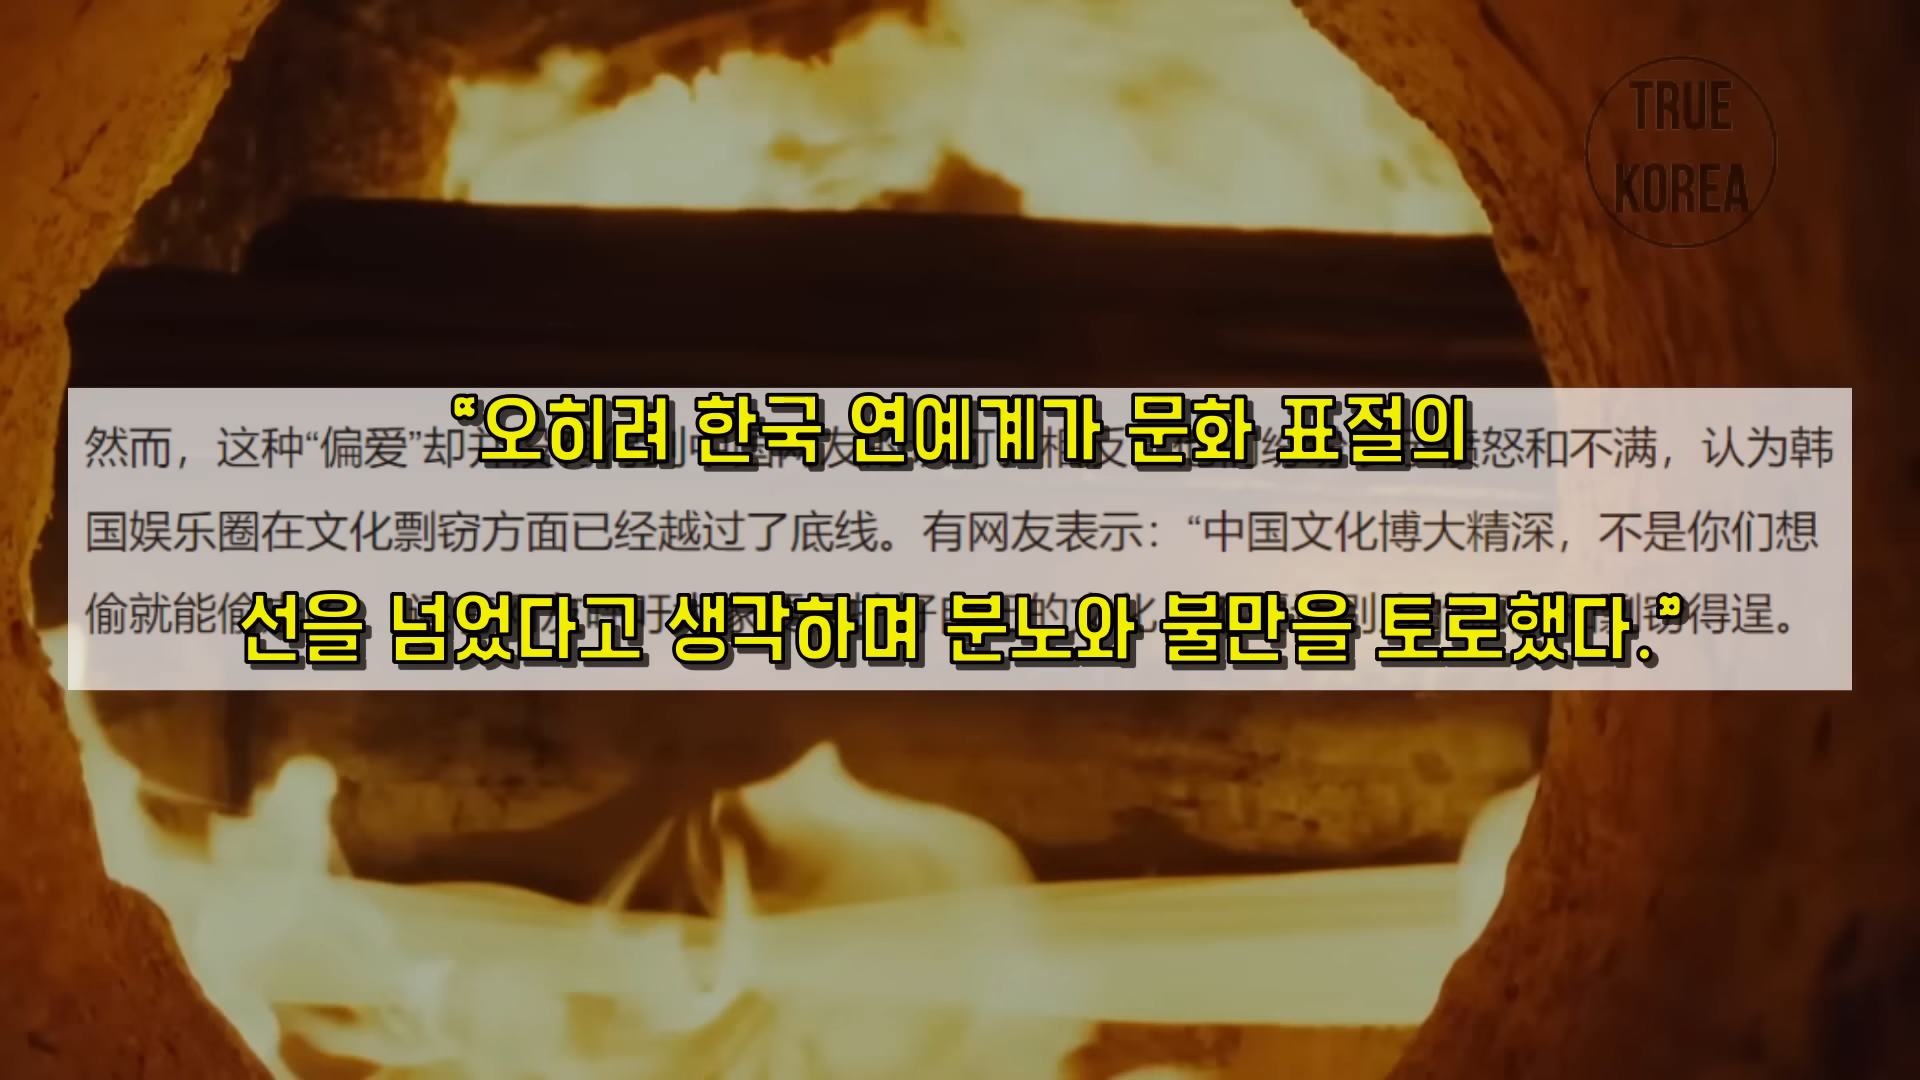 TRUE
KOREA
“오히려 한국 연예계가 문화 표절의
然而，这种“偏爱”却 和不满，认为韩
国娱乐圈在文化剽窃方面已经越过了底线。有网友表示：“中国文化博大精深，不是你们想
偷就能 得逞。
선을 넘었다고 생각하며 분노와 불만을 토로했다.”